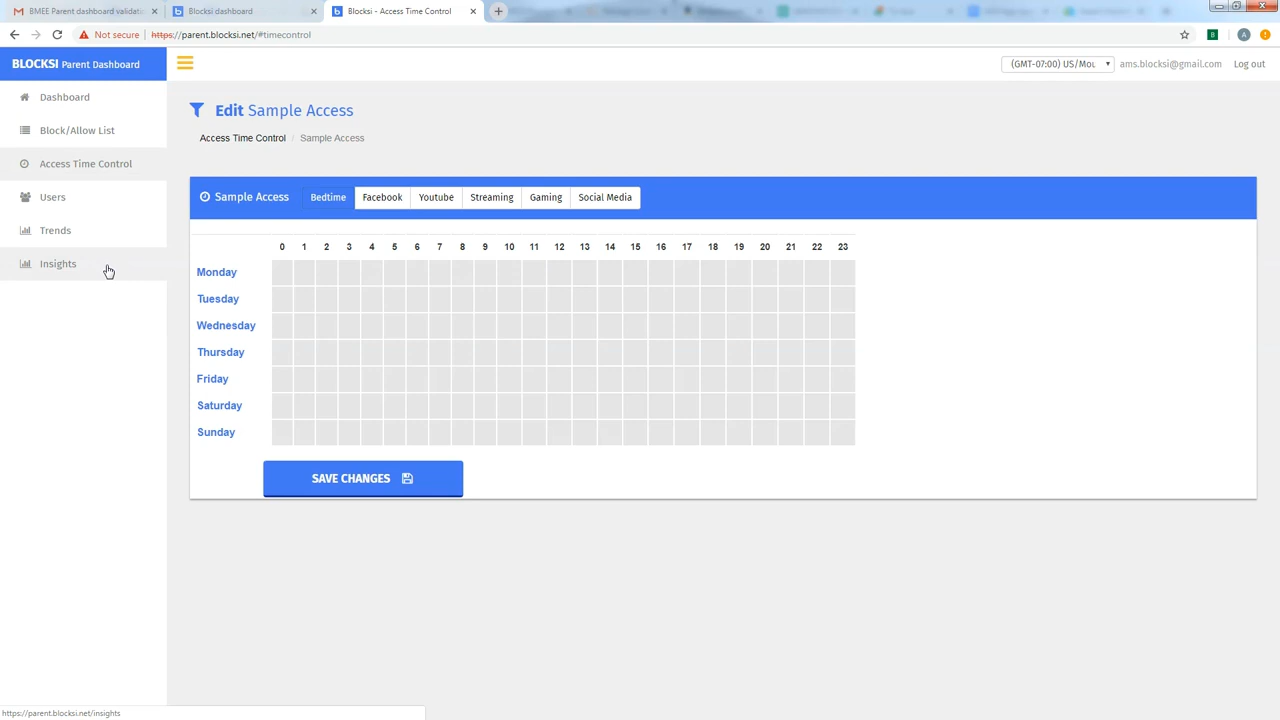 BMEE Parent dashboard validati
Blocksi dashboard
Blocksi - Access Time Control
Not secure
https://parent.blocksi.net/#timecontrol
BLOCKSI Parent Dashboard
(GMT-07:00) US/Mou
ams.blocksi@gmail.com
Log out
Dashboard
Block/Allow List
Access Time Control
Users
Trends
Insights
Edit Sample Access
Access Time Control / Sample Access
Sample Access
Bedtime Facebook Youtube Streaming Gaming Social Media
0 1 2 3 4 5 6 7 8 9 10 11 12 13 14 15 16 17 18 19 20 21 22 23
Monday
Tuesday
Wednesday
Thursday
Friday
Saturday
Sunday
SAVE CHANGES
https://parent.blocksi.net/insights